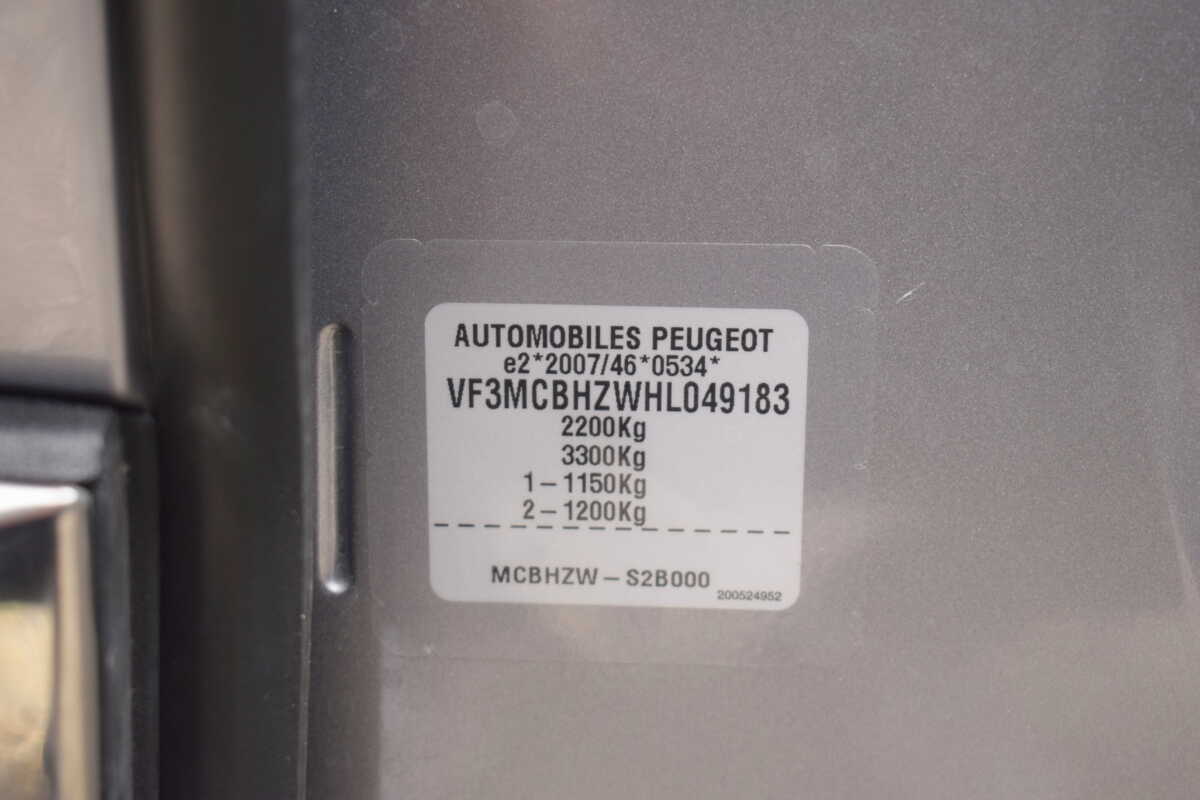 AUTOMOBILES PEUGEOT
e2*2007/46*0534*
VF3MCBHZWHL049183
2200Kg
3300Kg
1-1150Kg
2-1200Kg
MCBHZW-S2B000
200524952